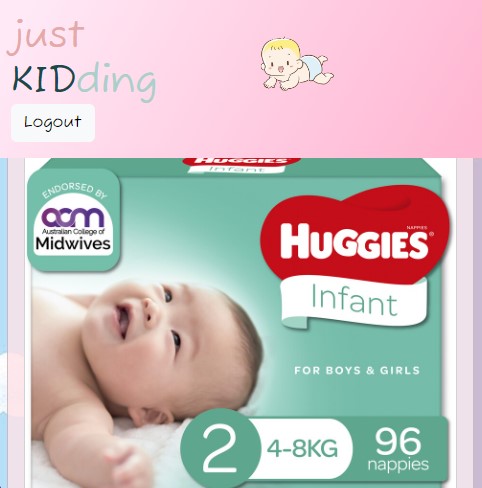 just
KIDding
Logout
HUGGIES
Infant
ENDORSED BY
acm
Australian College of
Midwives
NAPPIES
HUGGIES®
Infant
FOR BOYS & GIRLS
2 4-8KG 96
nappies